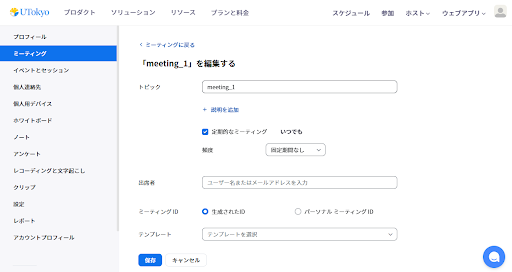 UTokyo プロダクト ソリューション リソース プランと料金 スケジュール 参加 ホスト ウェブアプリ
プロフィール
ミーティング
イベントとセッション
個人連絡先
個人用デバイス
ホワイトボード
ノート
アンケート
レコーディングと文字起こし
クリップ
設定
レポート
アカウントプロフィール
ミーティングに戻る
「meeting_1」を編集する
トピック meeting_1
+ 説明を追加
定期的なミーティング いつでも
頻度 固定期間なし
出席者 ユーザー名またはメールアドレスを入力
ミーティング ID 生成されたID パーソナル ミーティング ID
テンプレート テンプレートを選択
保存 キャンセル